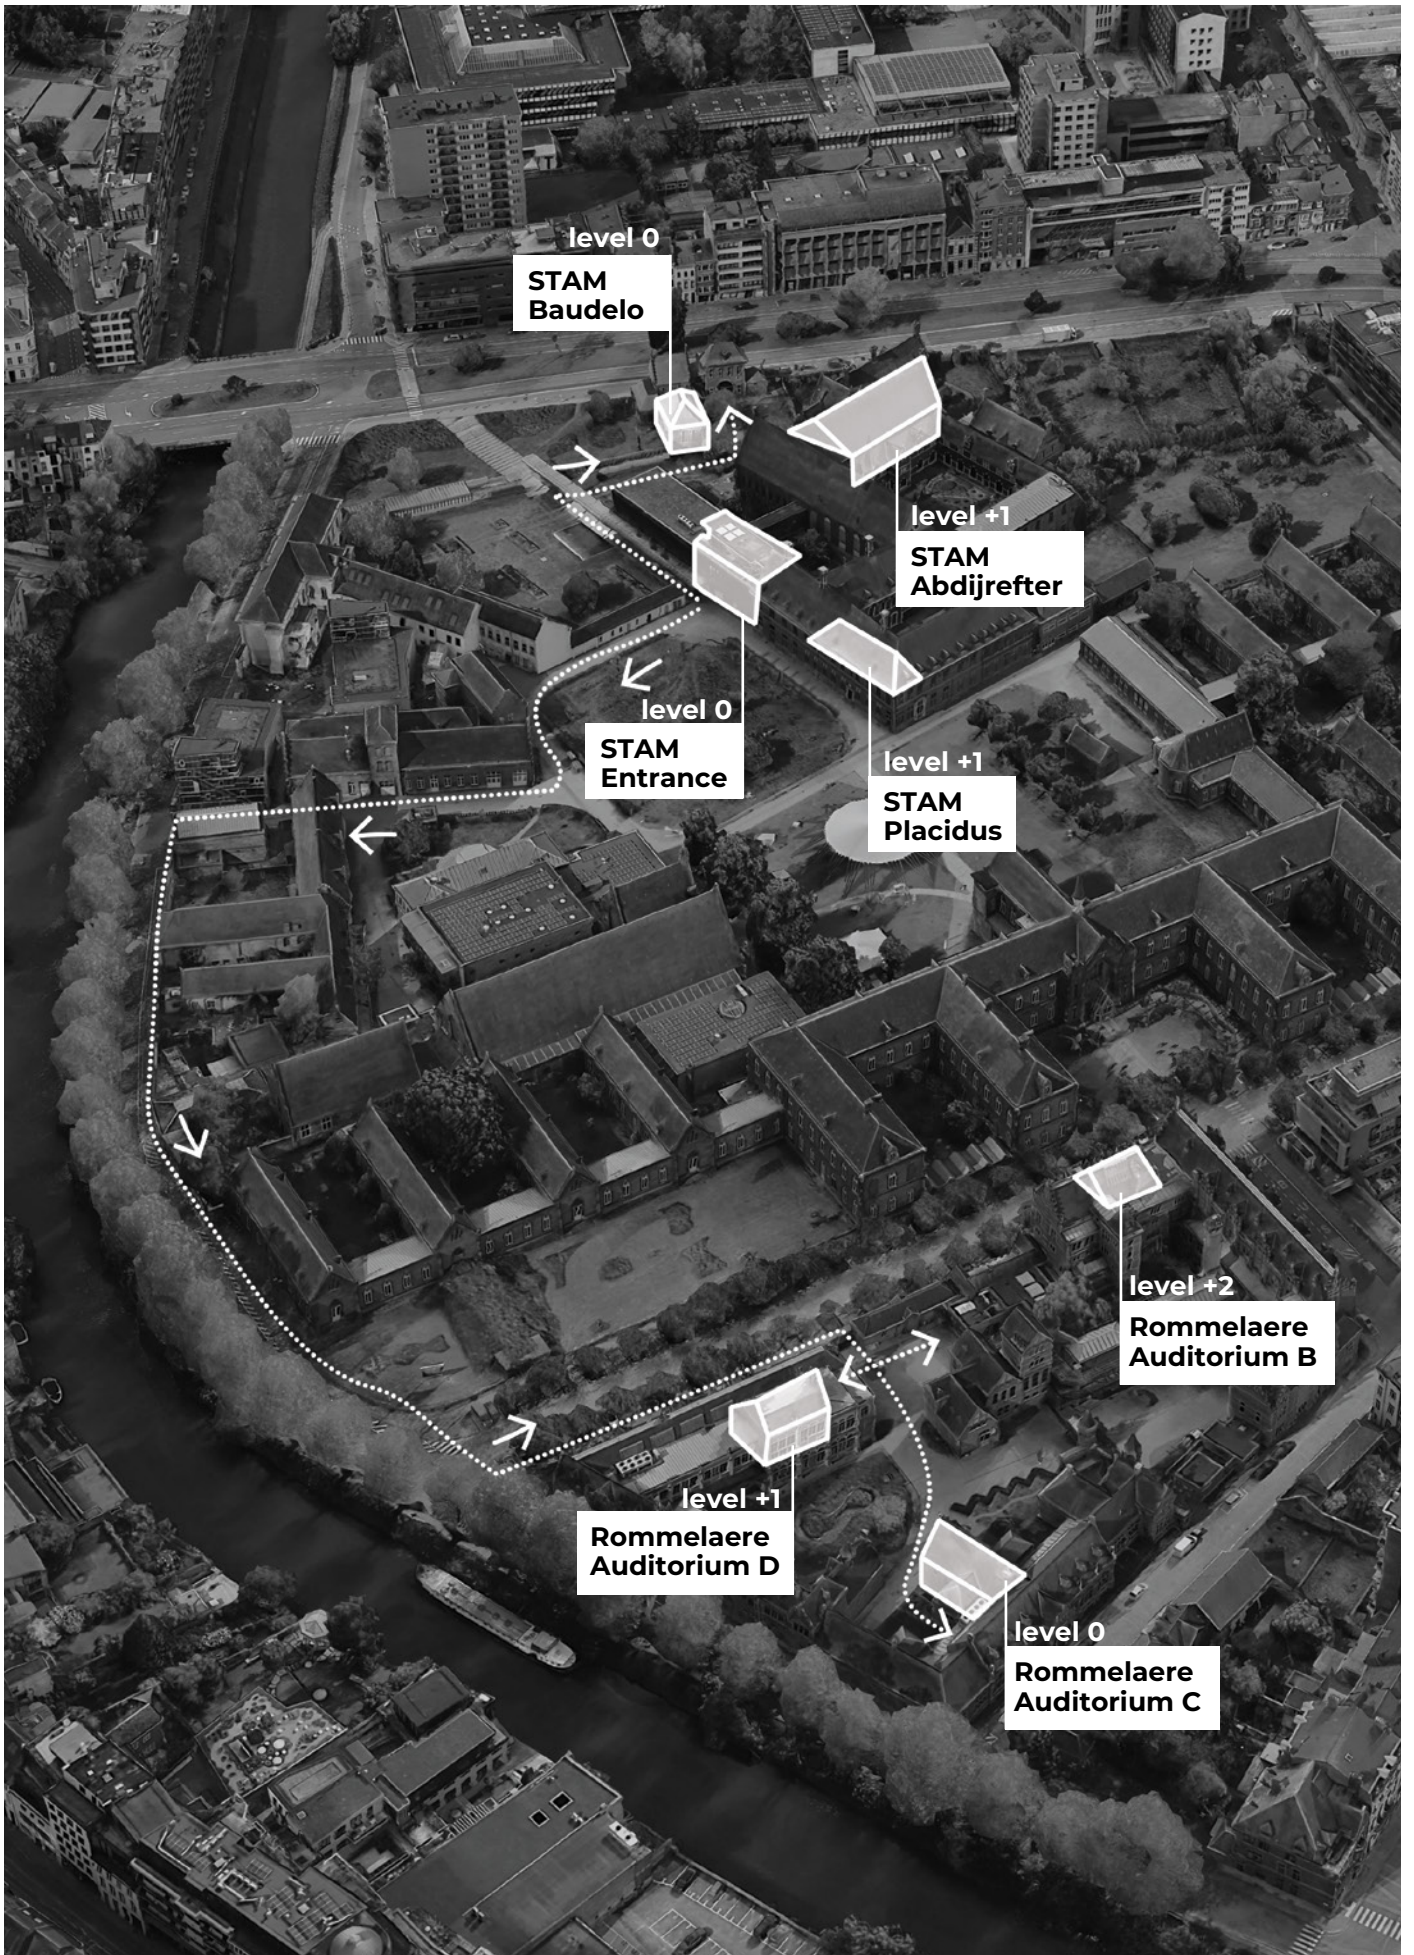 level 0
STAM
Baudelo
level +1
STAM
Abdijrefter
level 0
STAM
Entrance
level +1
STAM
Placidus
level +2
Rommelaere
Auditorium B
level +1
Rommelaere
Auditorium D
level 0
Rommelaere
Auditorium C